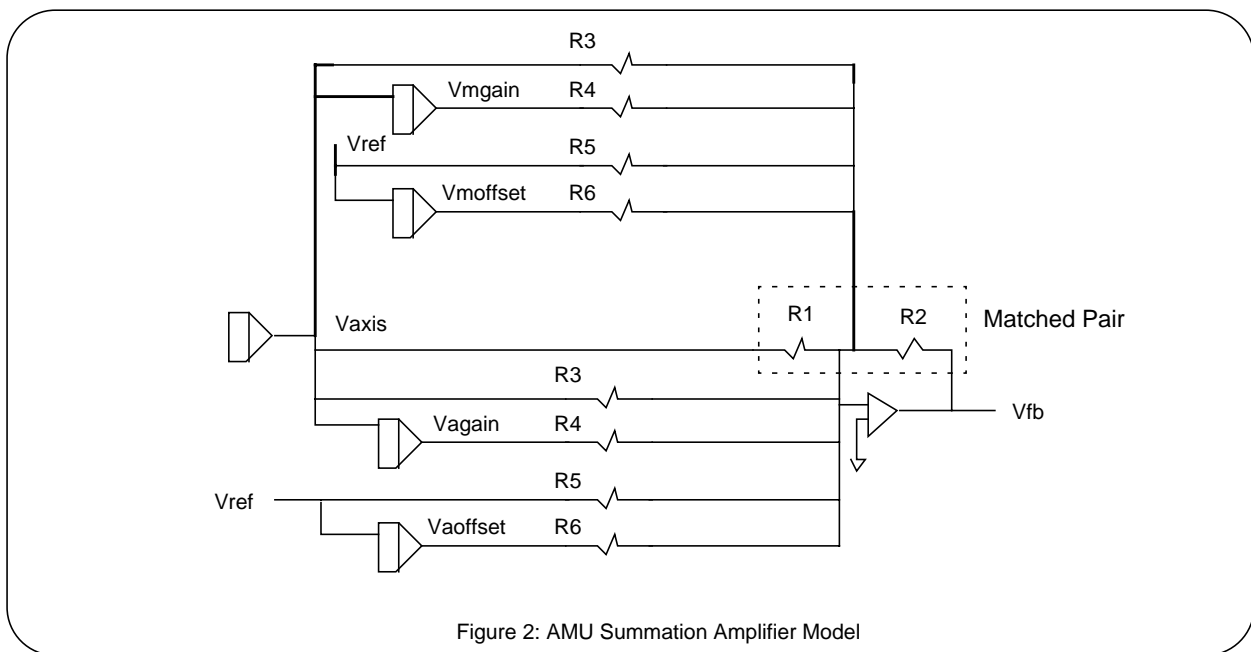 R3
Vmgain R4
Vref R5
Vmoffset R6
Vaxis R1 R2 Matched Pair
R3
Vagain R4 Vfb
Vref R5
Vaoffset R6
Figure 2: AMU Summation Amplifier Model